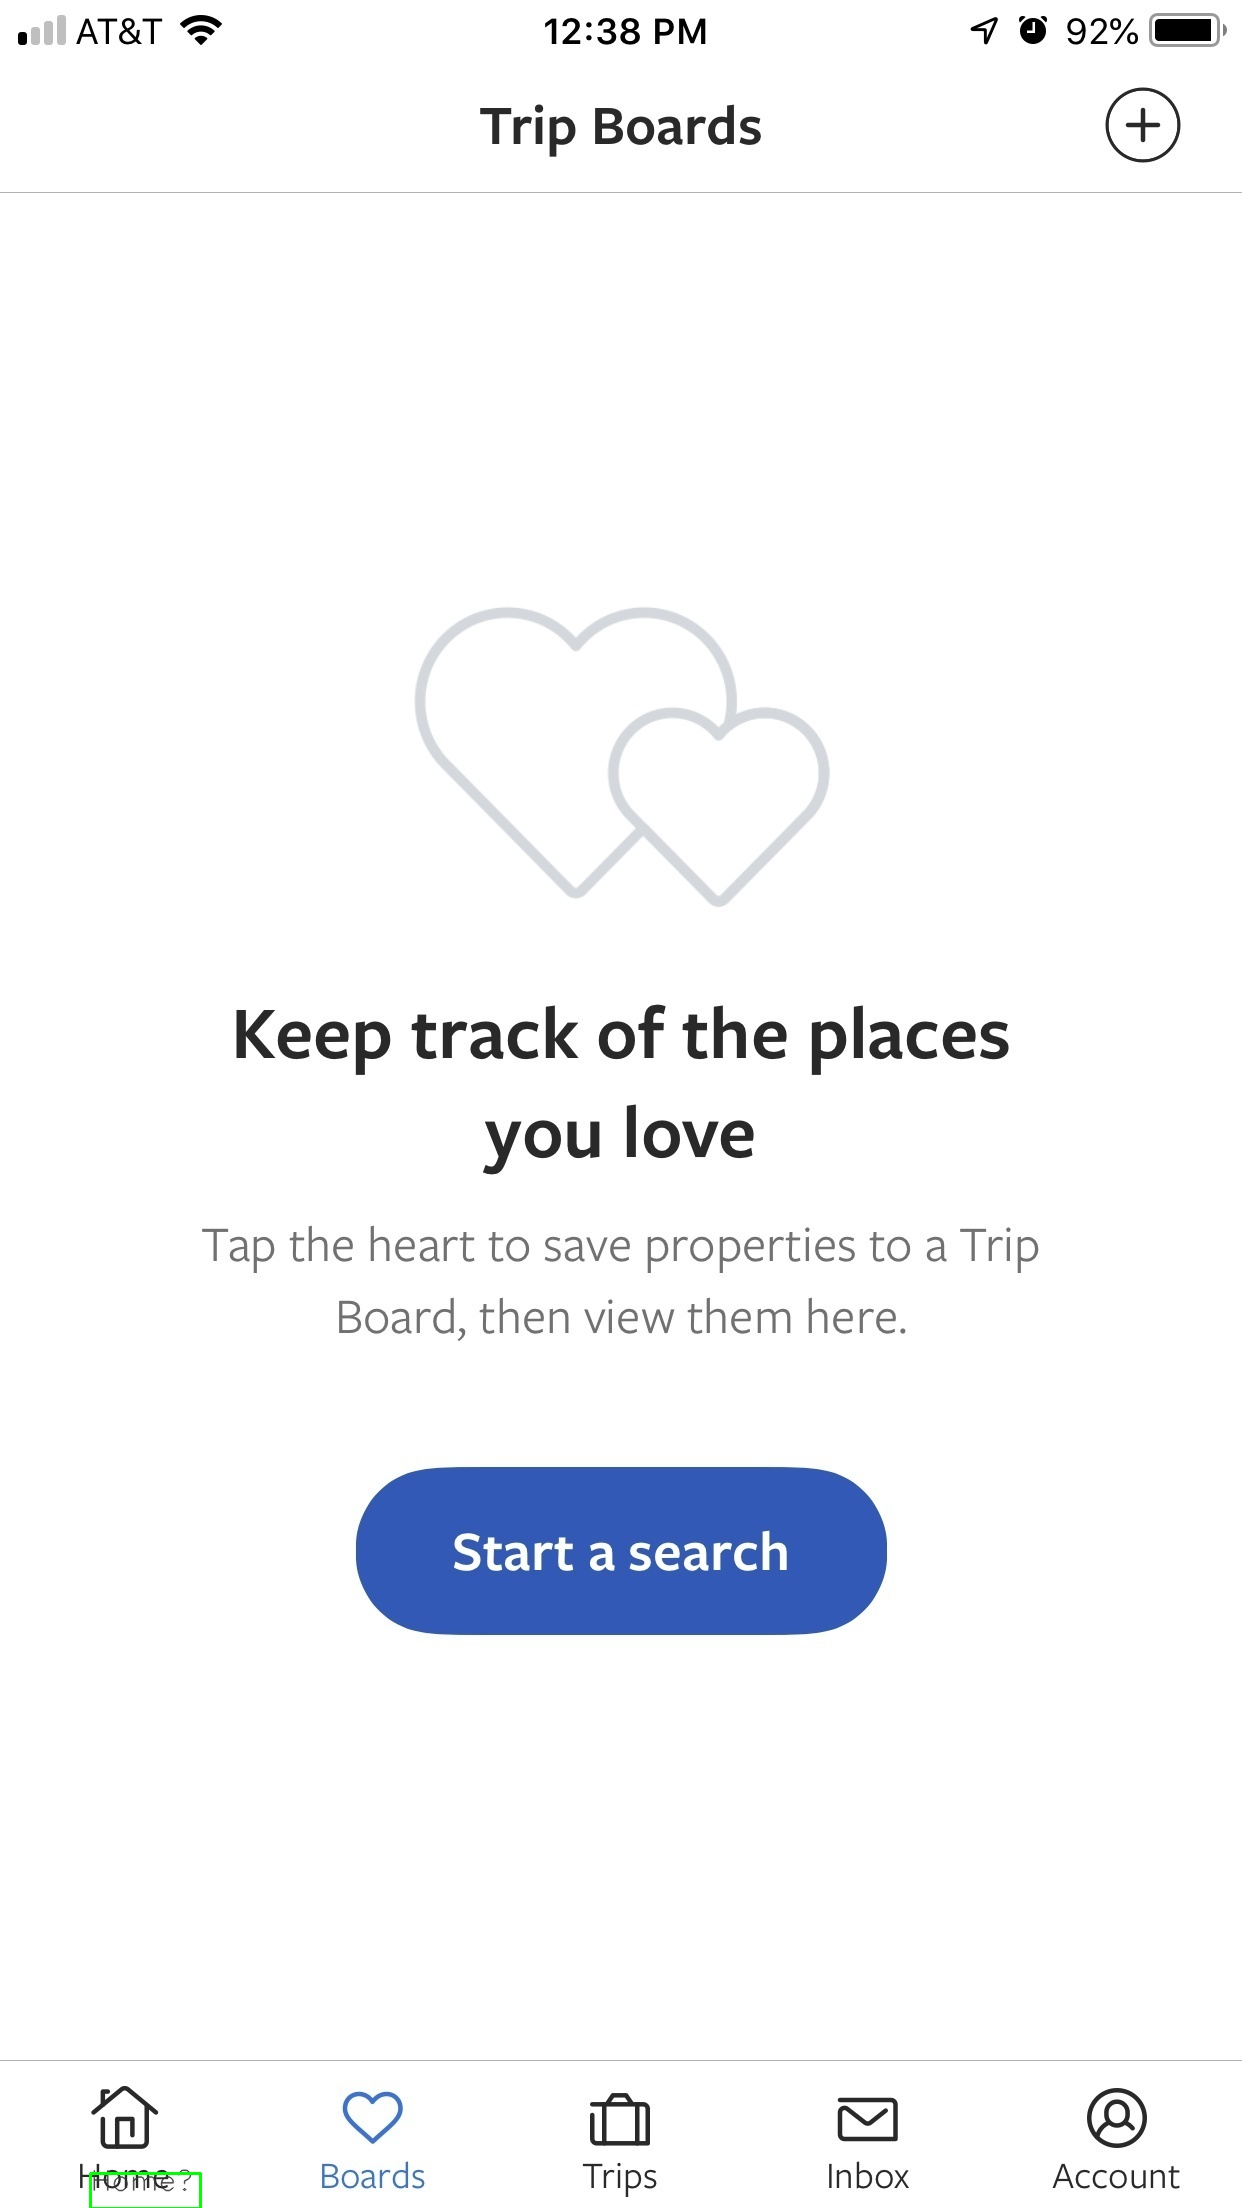 AT&T 12:38 PM 92%
Trip Boards
Keep track of the places
you love
Tap the heart to save properties to a Trip
Board, then view them here.
Start a search
Home Boards Trips Inbox Account
Home?